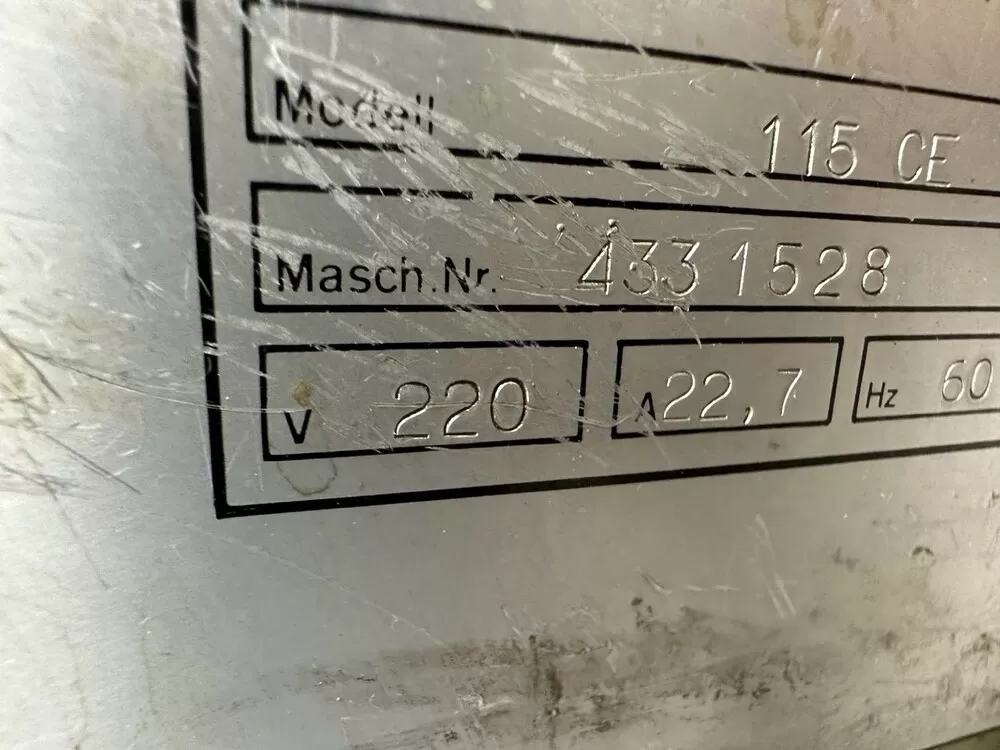 Modell 115 CE
Masch.Nr. 433 1528
V 220 A 22,7 Hz 60